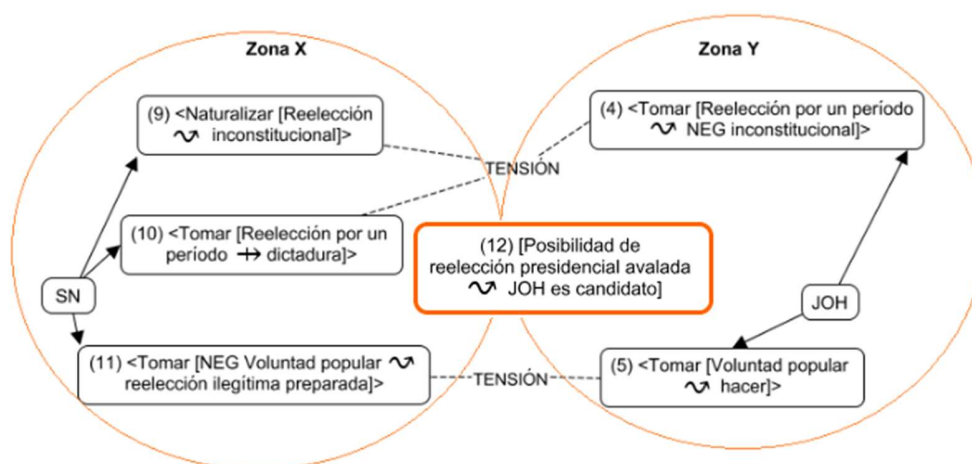 Zona X
Zona Y
(9) <Naturalizar [Reelección
↝ inconstitucional]>
(4) <Tomar [Reelección por un período
↝ NEG inconstitucional]>
TENSIÓN
(10) <Tomar [Reelección por un
período ⇸ dictadura]>
(12) [Posibilidad de
reelección presidencial avalada
↝ JOH es candidato]
SN
JOH
(11) <Tomar [NEG Voluntad popular ↝
reelección ilegítima preparada]>
TENSIÓN
(5) <Tomar [Voluntad popular
↝ hacer]>